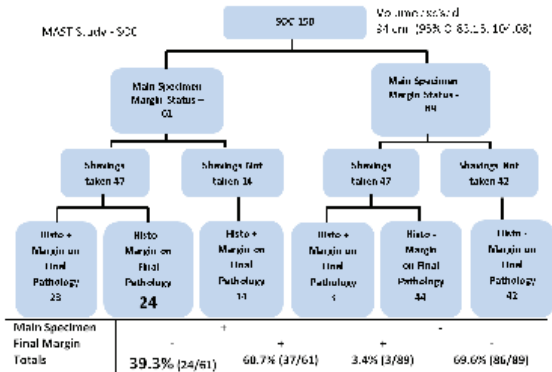 MAST Study - SOC
SOC 150
Volume excised
94 cm (95% CI 83.15, 104.08)
Main Specimen
Margin Status –
61
Main Specimen
Margin Status -
89
Shavings
taken 47
Shavings Not
taken 14
Shavings
taken 47
Shavings Not
taken 42
Histo +
Margin on
Final
Pathology
23
Histo
Margin on
Final
Pathology
24
Histo +
Margin on
Final
Pathology
14
Histo +
Margin on
Final
Pathology
Histo -
Margin
on Final
Pathology
44
Histo -
Margin on
Final
Pathology
42
Main Specimen + -
Final Margin - + + -
Totals 39.3% (24/61) 60.7% (37/61) 3.4% (3/89) 69.6% (86/89)